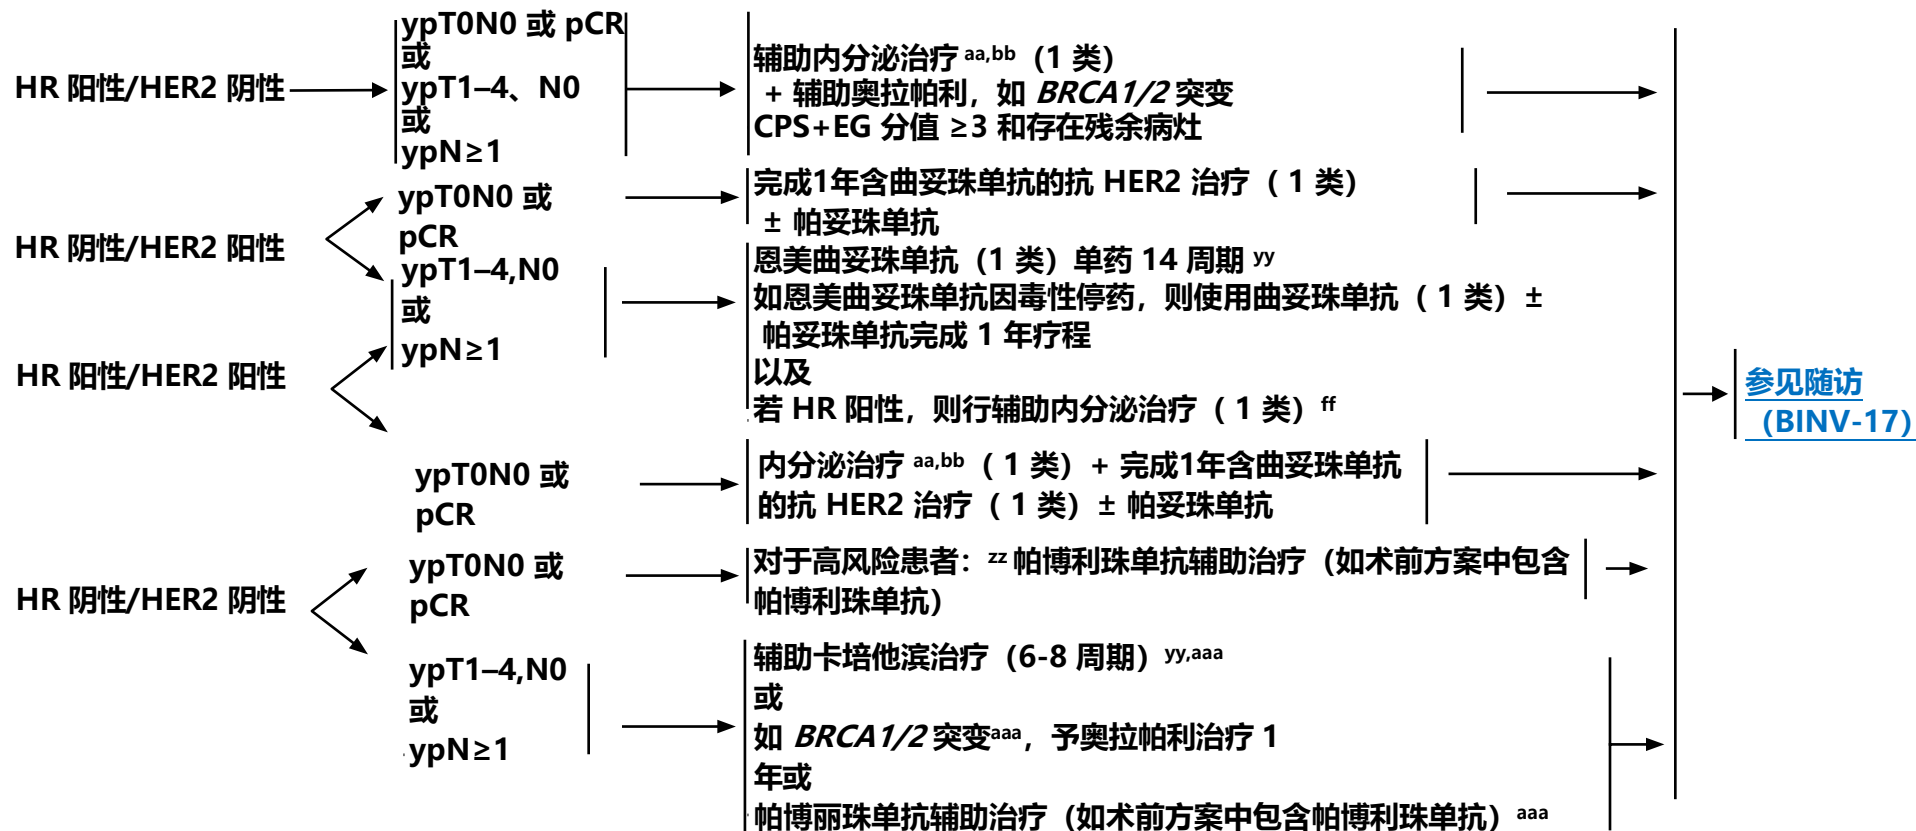 HR 阳性/HER2 阴性
ypT0N0 或 pCR
或
ypT1–4、N0
或
ypN≥1
辅助内分泌治疗 aa,bb（1 类）
+ 辅助奥拉帕利，如 BRCA1/2 突变
CPS+EG 分值 ≥3 和存在残余病灶
HR 阴性/HER2 阳性
ypT0N0 或
pCR
完成1年含曲妥珠单抗的抗 HER2 治疗（ 1 类）
± 帕妥珠单抗
ypT1–4,N0
或
ypN≥1
恩美曲妥珠单抗（1 类）单药 14 周期 yy
如恩美曲妥珠单抗因毒性停药，则使用曲妥珠单抗（ 1 类）±
帕妥珠单抗完成 1 年疗程
以及
若 HR 阳性，则行辅助内分泌治疗（ 1 类）ff
HR 阳性/HER2 阳性
ypT0N0 或
pCR
内分泌治疗 aa,bb（ 1 类）+ 完成1年含曲妥珠单抗
的抗 HER2 治疗（ 1 类）± 帕妥珠单抗
HR 阴性/HER2 阴性
ypT0N0 或
pCR
对于高风险患者：zz 帕博利珠单抗辅助治疗（如术前方案中包含
帕博利珠单抗）
ypT1–4,N0
或
ypN≥1
辅助卡培他滨治疗（6-8 周期）yy,aaa
或
如 BRCA1/2 突变aaa，予奥拉帕利治疗 1
年或
帕博丽珠单抗辅助治疗（如术前方案中包含帕博利珠单抗）aaa
参见随访
（BINV-17）